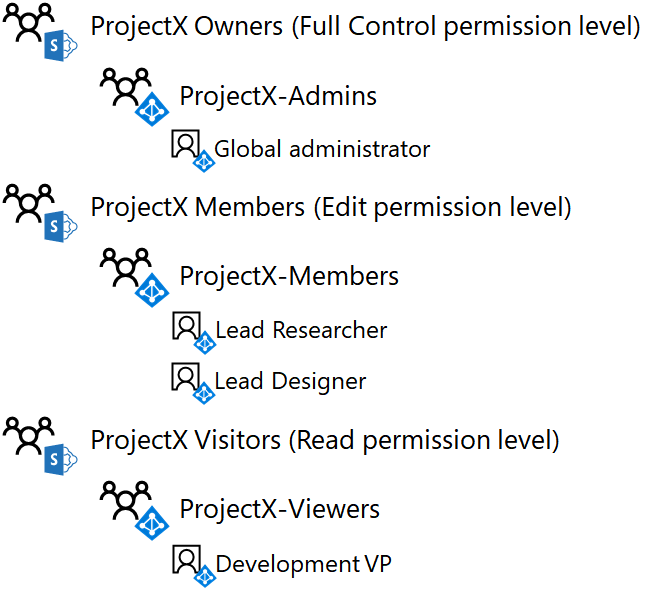 ProjectX Owners (Full Control permission level)
S
ProjectX-Admins
Global administrator
ProjectX Members (Edit permission level)
S
ProjectX-Members
Lead Researcher
Lead Designer
ProjectX Visitors (Read permission level)
S
ProjectX-Viewers
Development VP